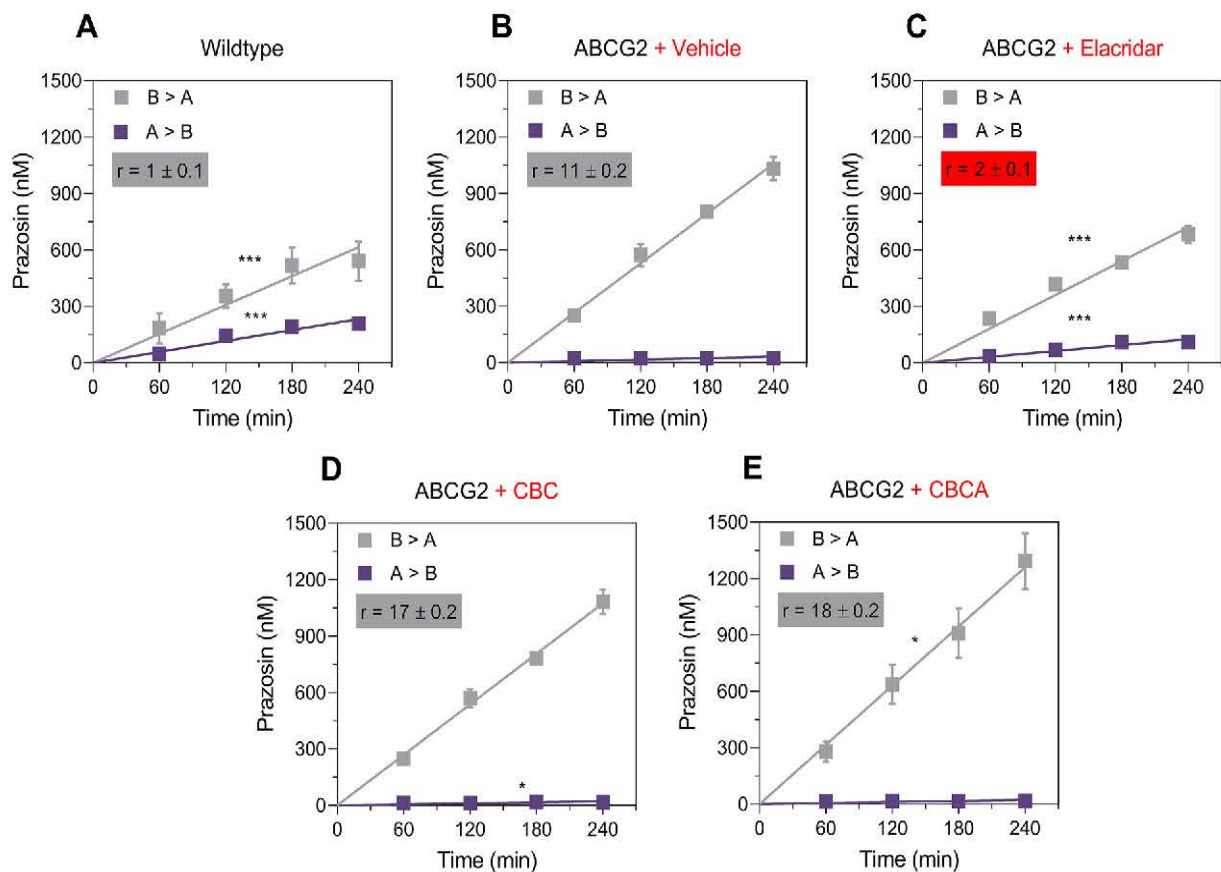 A
Wildtype
1500
1200
900
600
300
0
Prazosin (nM)
B > A
A > B
r = 1 ± 0.1
***
***
0 60 120 180 240
Time (min)
B
ABCG2 + Vehicle
1500
1200
900
600
300
0
Prazosin (nM)
B > A
A > B
r = 11 ± 0.2
0 60 120 180 240
Time (min)
C
ABCG2 + Elacridar
1500
1200
900
600
300
0
Prazosin (nM)
B > A
A > B
r = 2 ± 0.1
***
***
0 60 120 180 240
Time (min)
D
ABCG2 + CBC
1500
1200
900
600
300
0
Prazosin (nM)
B > A
A > B
r = 17 ± 0.2
*
0 60 120 180 240
Time (min)
E
ABCG2 + CBCA
1500
1200
900
600
300
0
Prazosin (nM)
B > A
A > B
r = 18 ± 0.2
*
0 60 120 180 240
Time (min)